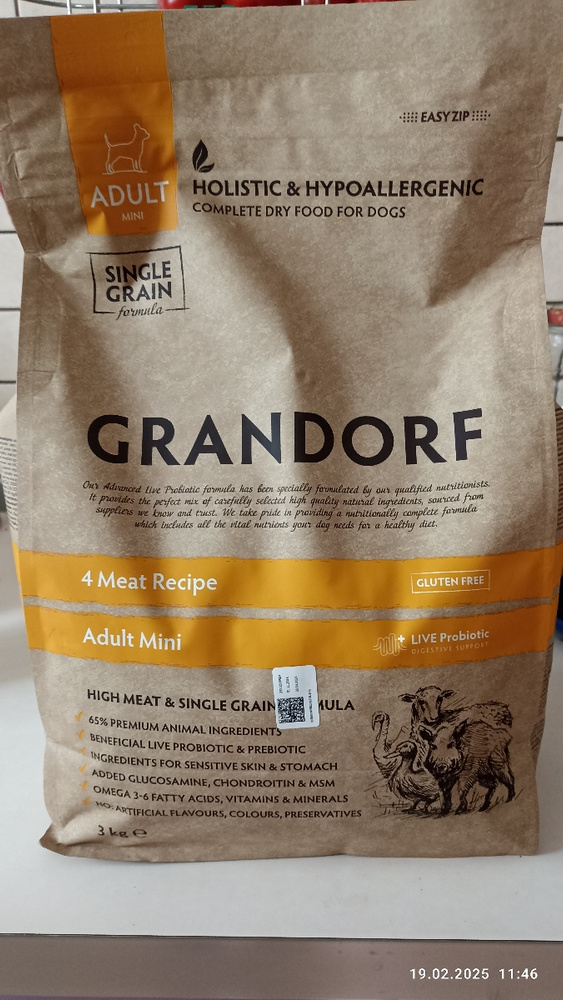 EASY ZIP
ADULT
MINI
HOLISTIC & HYPOALLERGENIC
COMPLETE DRY FOOD FOR DOGS
SINGLE
GRAIN
formula
GRANDORF
Our Advanced Live Probiotic formula has been specially formulated by our qualified nutritionists.
It provides the perfect mix of carefully selected high quality natural ingredients, sourced from
suppliers we know and trust. We take pride in providing a nutritionally complete formula
which includes all the vital nutrients your dog needs for a healthy diet.
4 Meat Recipe
GLUTEN FREE
Adult Mini
LIVE Probiotic
DIGESTIVE SUPPORT
HIGH MEAT & SINGLE GRAIN
65% PREMIUM ANIMAL INGREDIENTS
BENEFICIAL LIVE PROBIOTIC & PREBIOTIC
INGREDIENTS FOR SENSITIVE SKIN & STOMACH
ADDED GLUCOSAMINE, CHONDROITIN & MSM
OMEGA 3-6 FATTY ACIDS, VITAMINS & MINERALS
NO: ARTIFICIAL FLAVOURS, COLOURS, PRESERVATIVES
3 kg ℮
19.02.2025 11:46